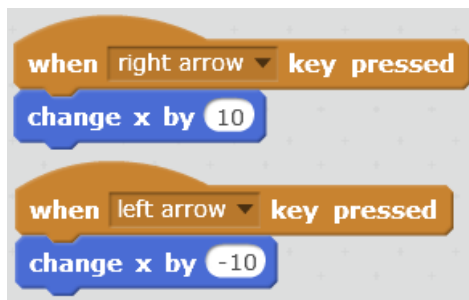 when right arrow key pressed
change x by 10
when left arrow key pressed
change x by -10